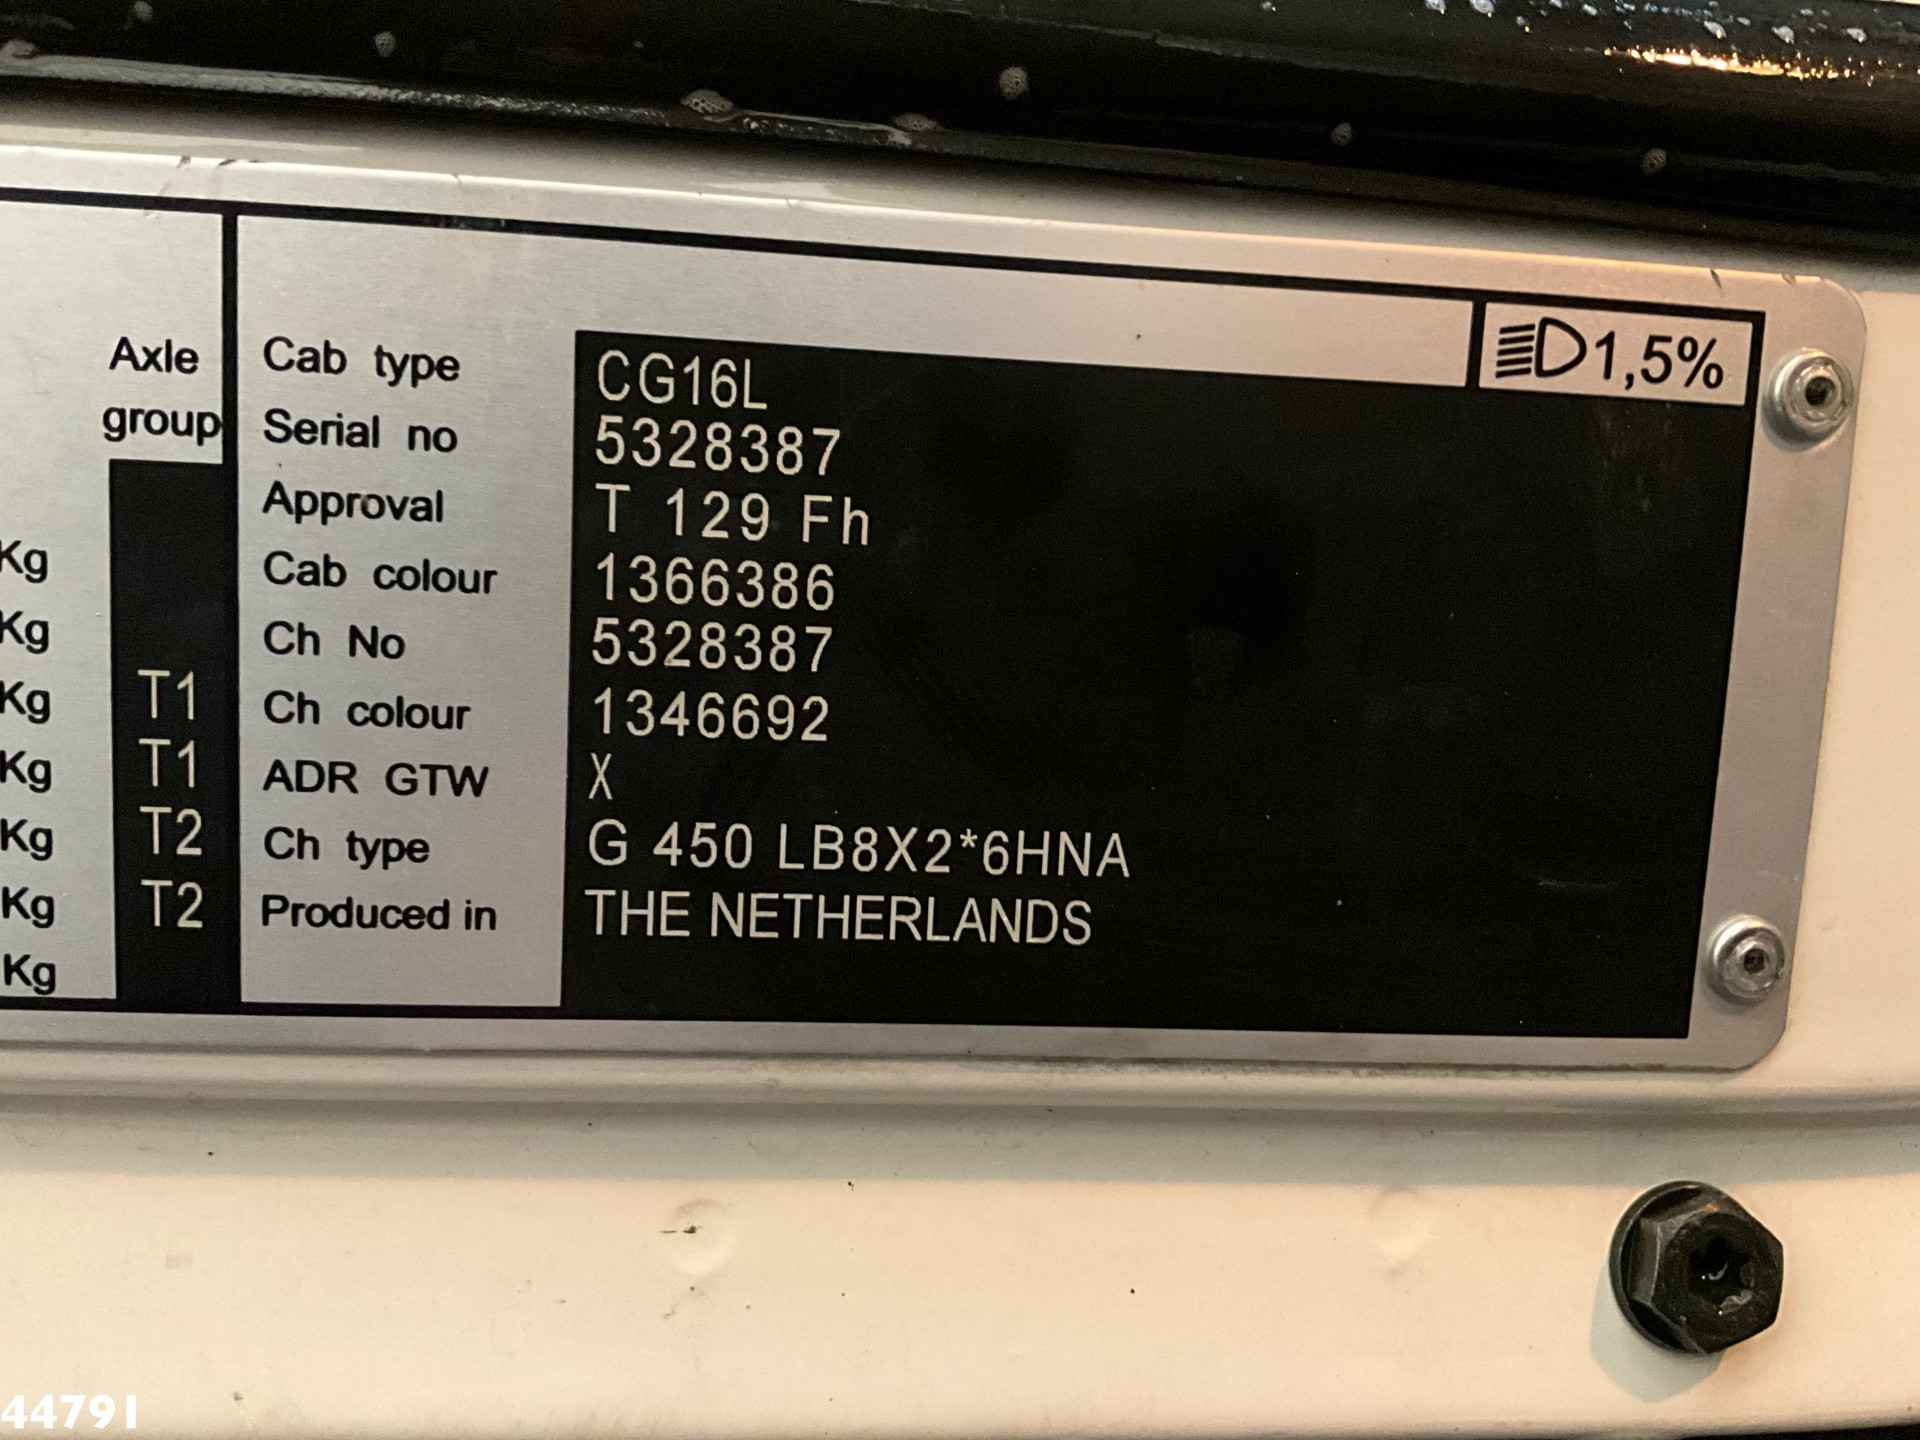 1,5%
Axle
group
Kg
Kg
Kg T1
Kg T1
Kg T2
Kg T2
Kg
Cab type CG16L
Serial no 5328387
Approval T 129 Fh
Cab colour 1366386
Ch No 5328387
Ch colour 1346692
ADR GTW X
Ch type G 450 LB8X2*6HNA
Produced in THE NETHERLANDS
44791